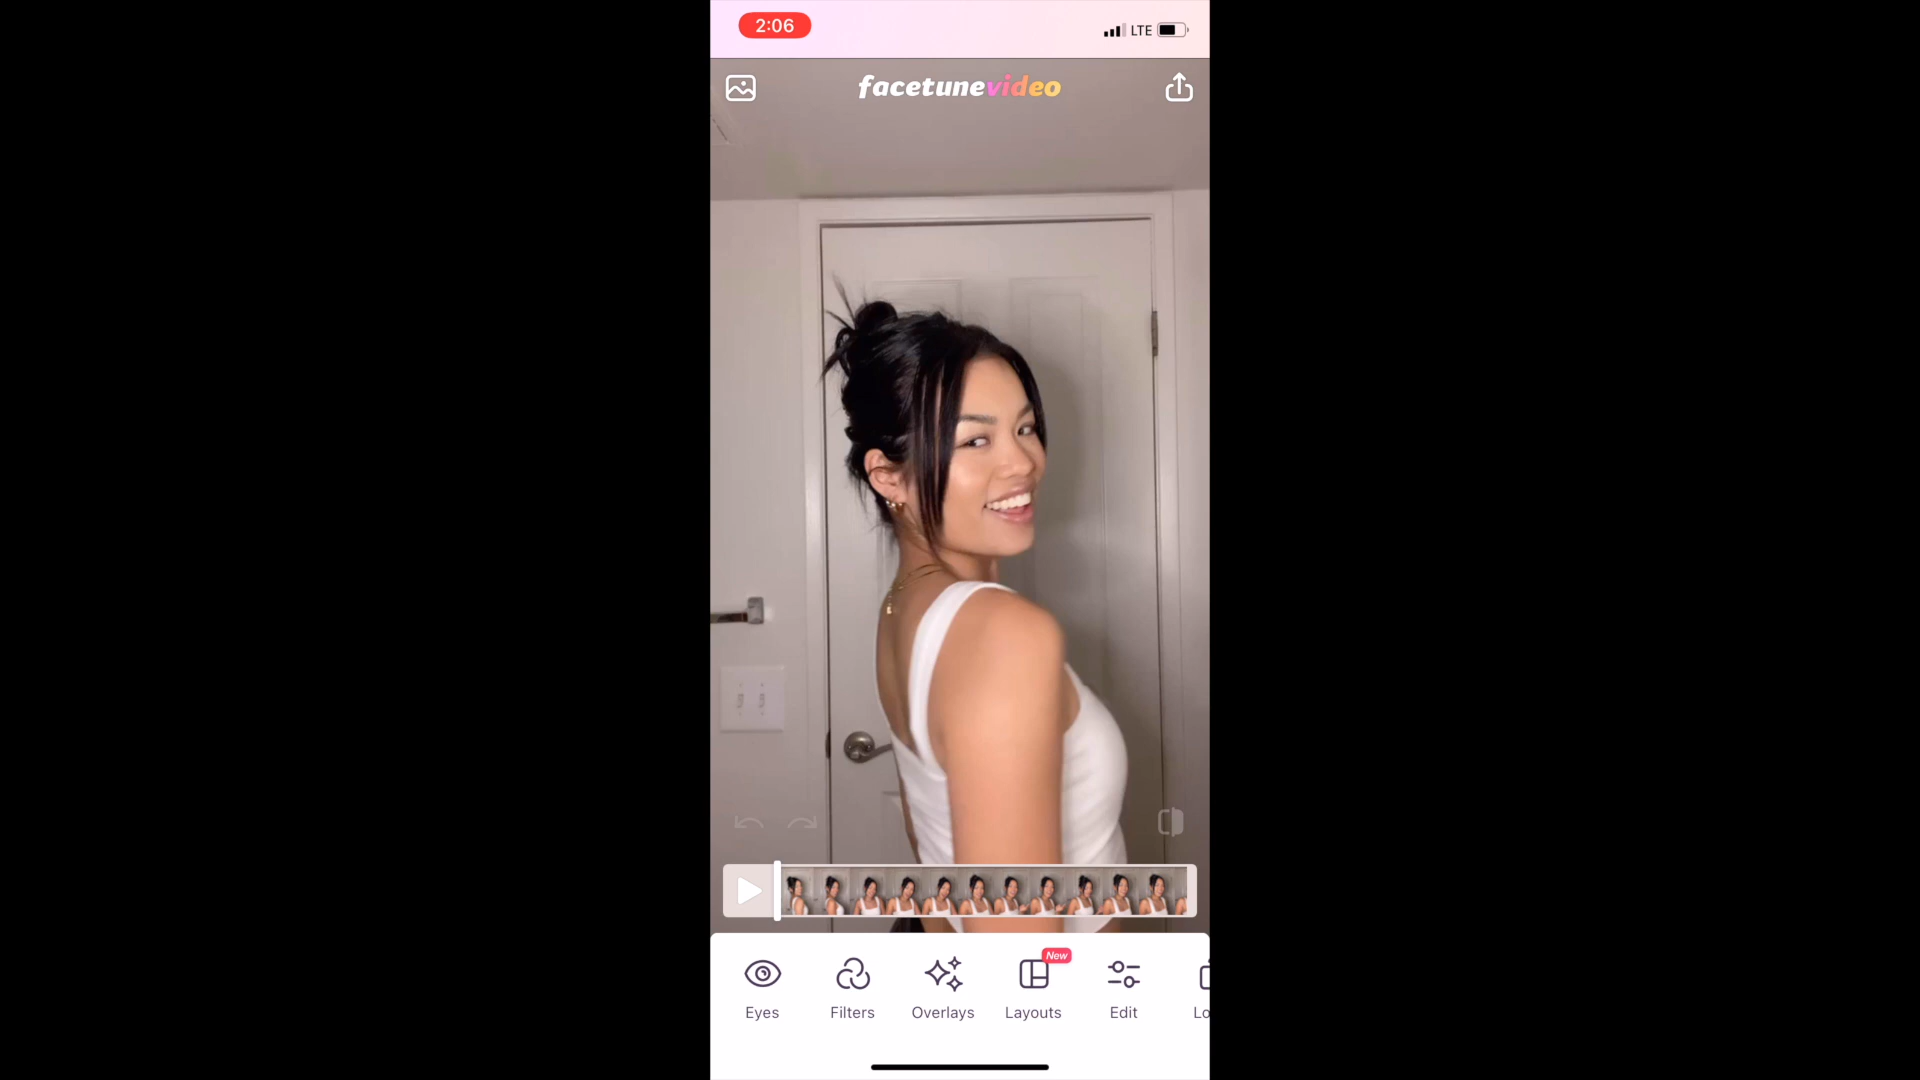 2:06
LTE
facetunevideo
New
Eyes
Filters
Overlays
Layouts
Edit